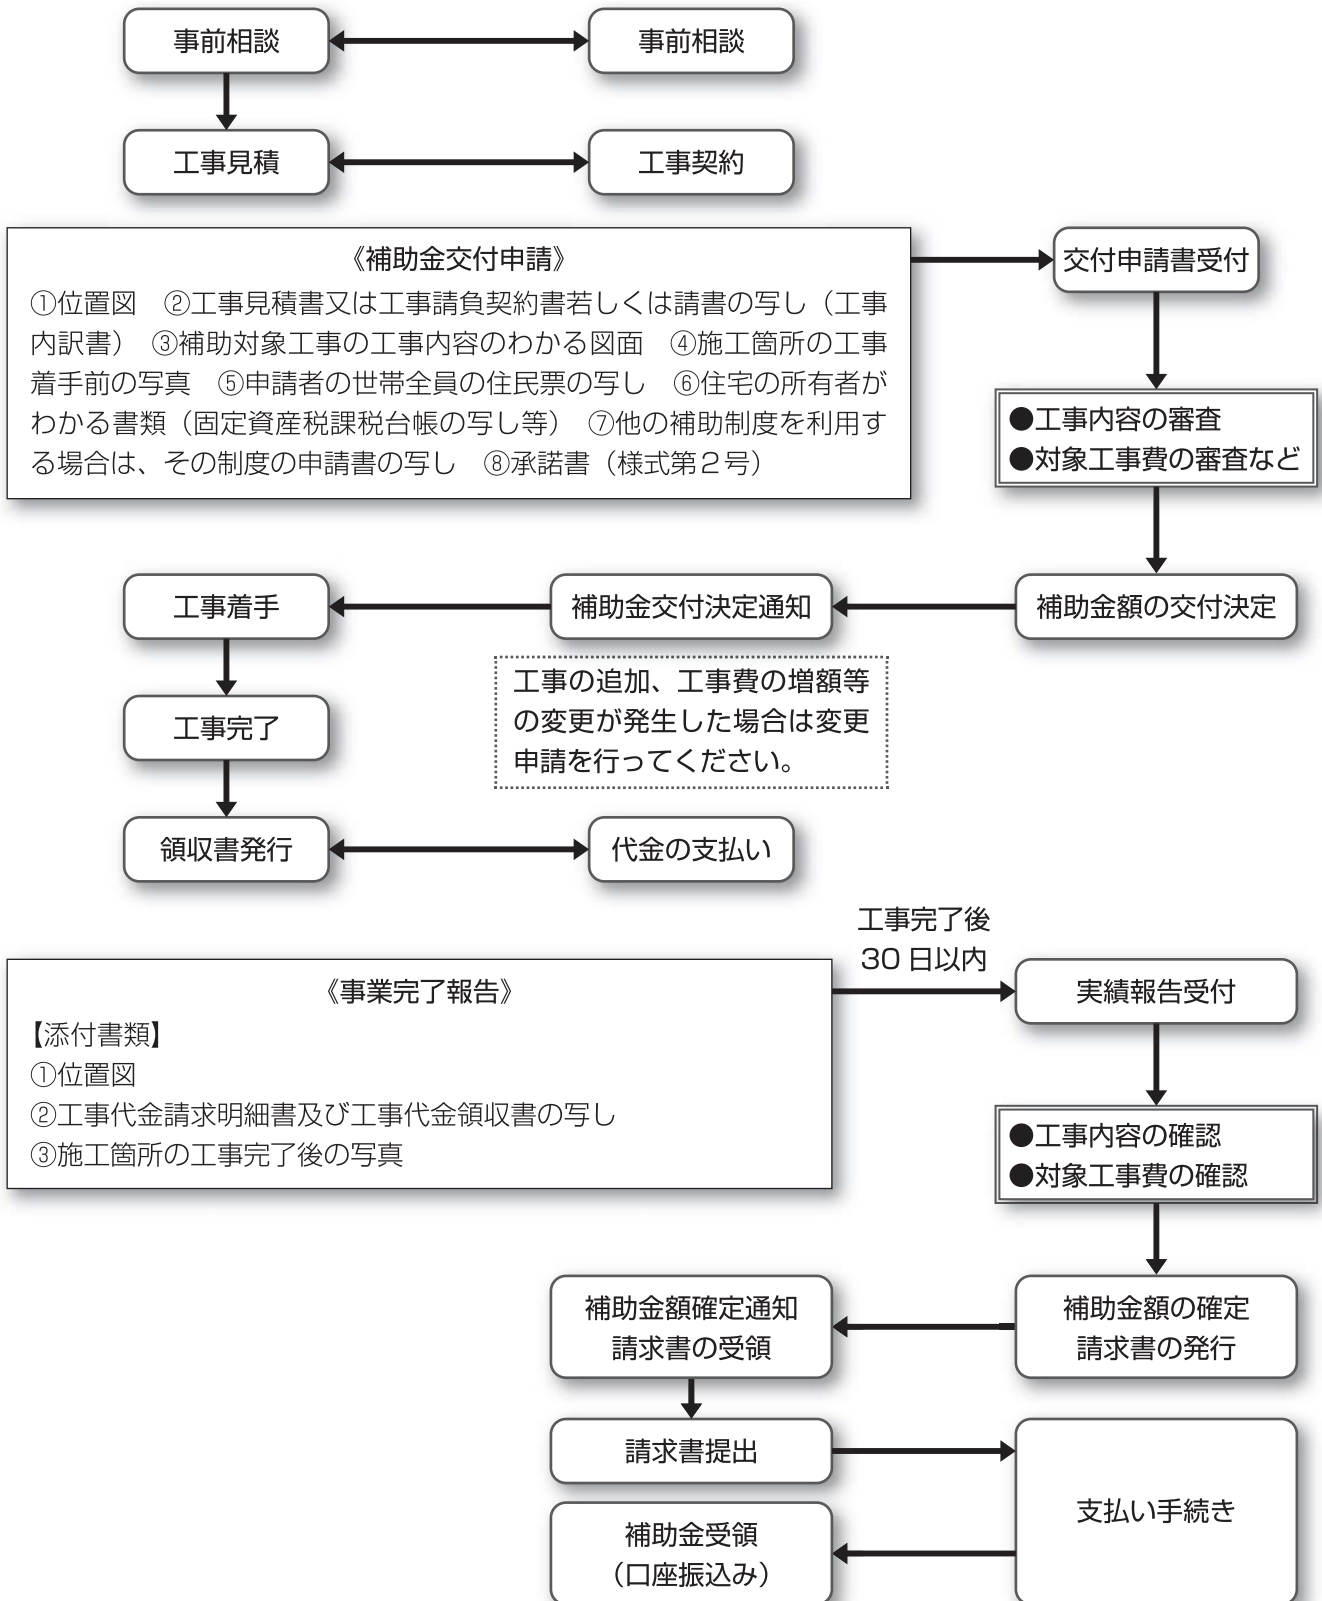 事前相談
事前相談
工事見積
工事契約
《補助金交付申請》
①位置図　②工事見積書又は工事請負契約書若しくは請書の写し（工事
内訳書）　③補助対象工事の工事内容のわかる図面　④施工箇所の工事
着手前の写真　⑤申請者の世帯全員の住民票の写し　⑥住宅の所有者が
わかる書類（固定資産税課税台帳の写し等）　⑦他の補助制度を利用す
る場合は、その制度の申請書の写し　⑧承諾書（様式第２号）
交付申請書受付
●工事内容の審査
●対象工事費の審査など
工事着手
補助金交付決定通知
補助金額の交付決定
工事の追加、工事費の増額等
の変更が発生した場合は変更
申請を行ってください。
工事完了
領収書発行
代金の支払い
工事完了後
30 日以内
《事業完了報告》
【添付書類】
①位置図
②工事代金請求明細書及び工事代金領収書の写し
③施工箇所の工事完了後の写真
実績報告受付
●工事内容の確認
●対象工事費の確認
補助金額確定通知
請求書の受領
補助金額の確定
請求書の発行
請求書提出
支払い手続き
補助金受領
（口座振込み）